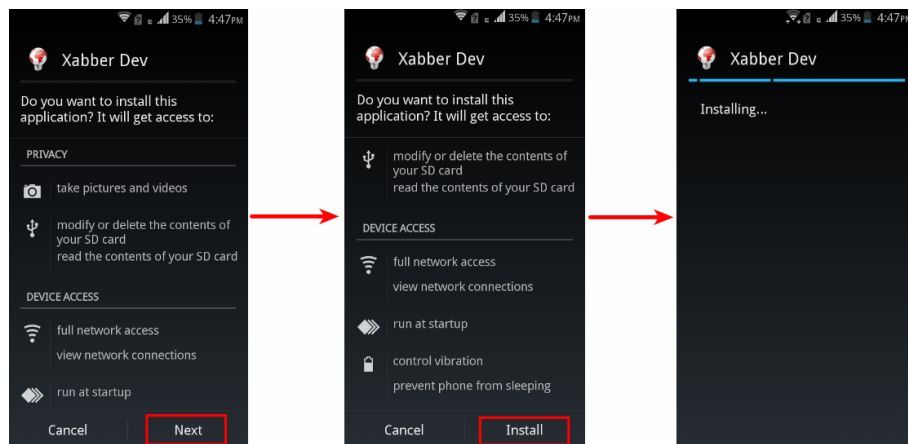 35% 4:47PM
Xabber Dev
Do you want to install this
application? It will get access to:
PRIVACY
take pictures and videos
modify or delete the contents of
your SD card
read the contents of your SD card
DEVICE ACCESS
full network access
view network connections
run at startup
Cancel Next
E 35% 4:47PM
Xabber Dev
Do you want to install this
application? It will get access to:
modify or delete the contents of
your SD card
read the contents of your SD card
DEVICE ACCESS
full network access
view network connections
run at startup
control vibration
prevent phone from sleeping
Cancel Install
35% 4:47PM
Xabber Dev
Installing...